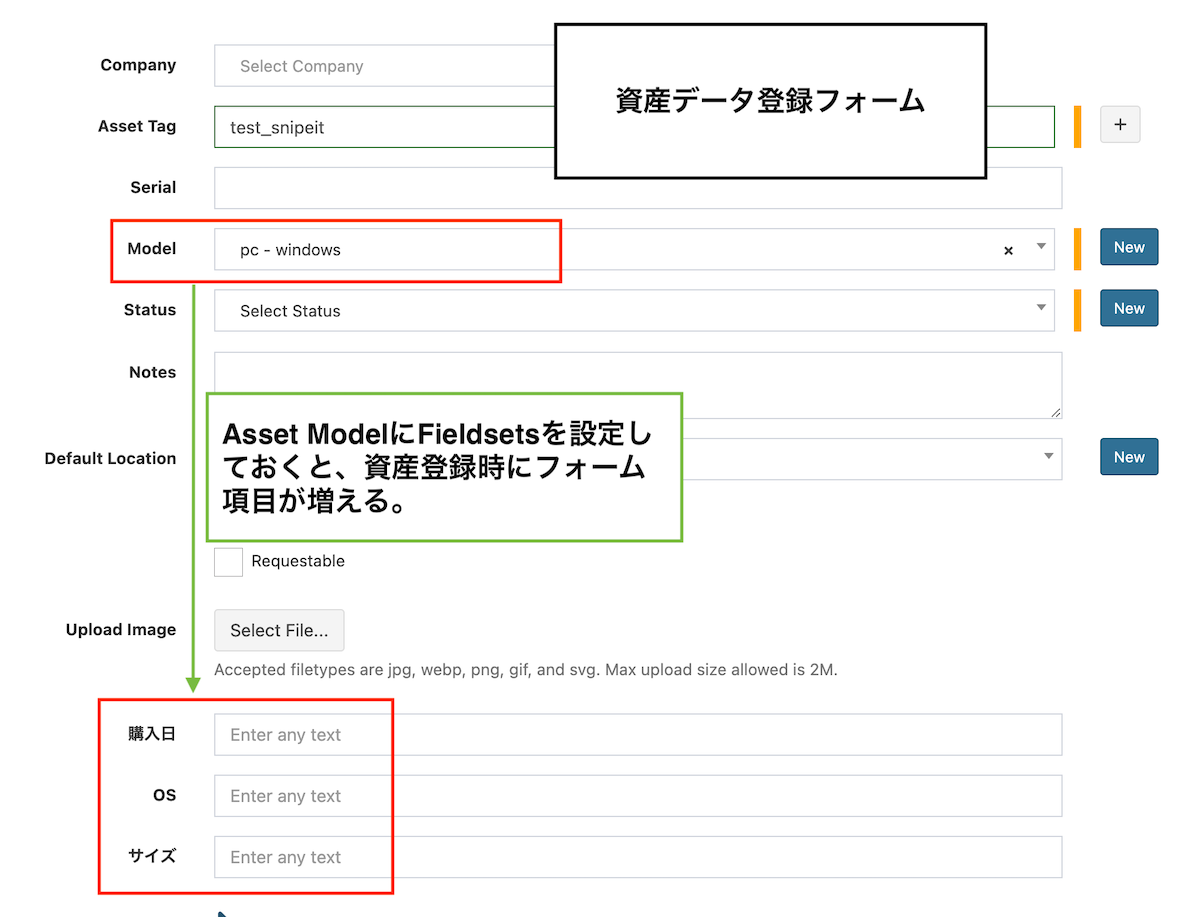 資産データ登録フォーム
Company
Select Company
Asset Tag
test_snipeit
+
Serial
Model
pc - windows
×
New
Status
Select Status
New
Notes
Asset ModelにFieldsetsを設定し
ておくと、資産登録時にフォーム
項目が増える。
Default Location
New
Requestable
Upload Image
Select File...
Accepted filetypes are jpg, webp, png, gif, and svg. Max upload size allowed is 2M.
購入日
Enter any text
OS
Enter any text
サイズ
Enter any text